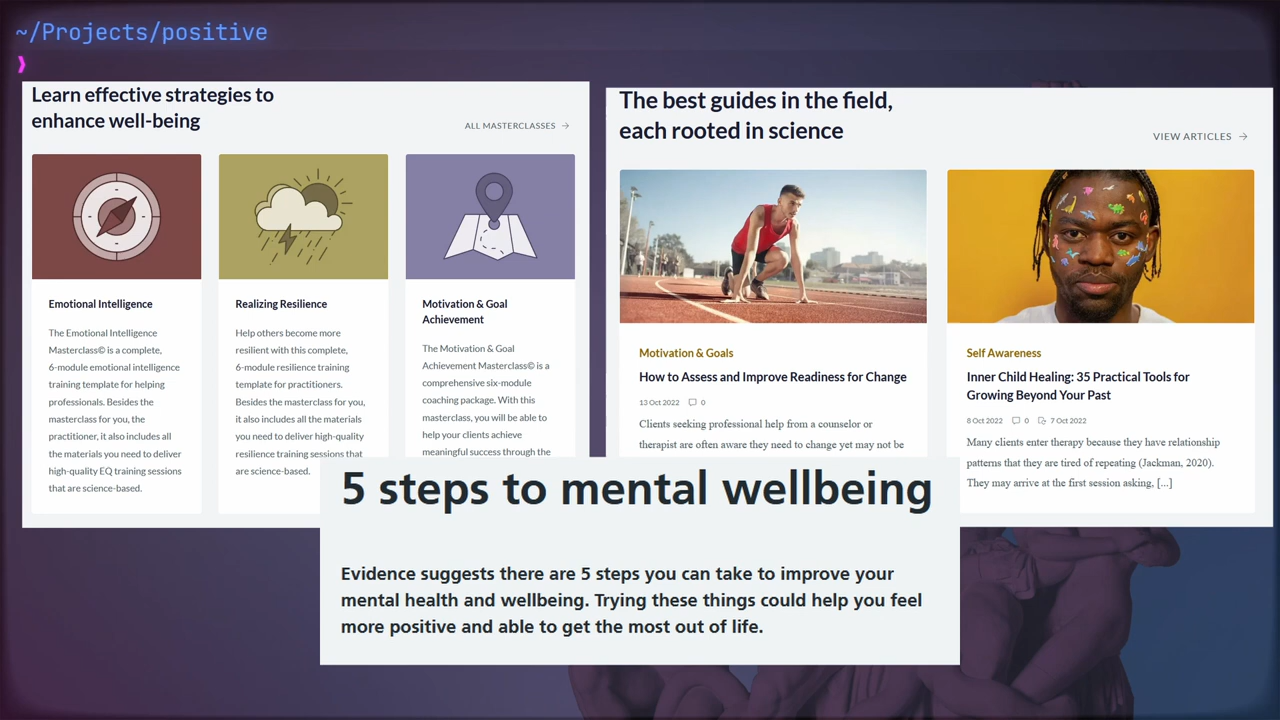 ~/Projects/positive
❱
Learn effective strategies to
enhance well-being
ALL MASTERCLASSES →
Emotional Intelligence
The Emotional Intelligence
Masterclass© is a complete,
6-module emotional intelligence
training template for helping
professionals. Besides the
masterclass for you, the
practitioner, it also includes all
the materials you need to deliver
high-quality EQ training sessions
that are science-based.
Realizing Resilience
Help others become more
resilient with this complete,
6-module resilience training
template for practitioners.
Besides the masterclass for you,
it also includes all the materials
you need to deliver high-quality
resilience training sessions that
are science-based.
Motivation & Goal
Achievement
The Motivation & Goal
Achievement Masterclass© is a
comprehensive six-module
coaching package. With this
masterclass, you will be able to
help your clients achieve
meaningful success through the
The best guides in the field,
each rooted in science
VIEW ARTICLES →
Motivation & Goals
How to Assess and Improve Readiness for Change
13 Oct 2022 0
Clients seeking professional help from a counselor or
therapist are often aware they need to change yet may not be
Self Awareness
Inner Child Healing: 35 Practical Tools for
Growing Beyond Your Past
8 Oct 2022 0 7 Oct 2022
Many clients enter therapy because they have relationship
patterns that they are tired of repeating (Jackman, 2020).
They may arrive at the first session asking, [...]
5 steps to mental wellbeing
Evidence suggests there are 5 steps you can take to improve your
mental health and wellbeing. Trying these things could help you feel
more positive and able to get the most out of life.